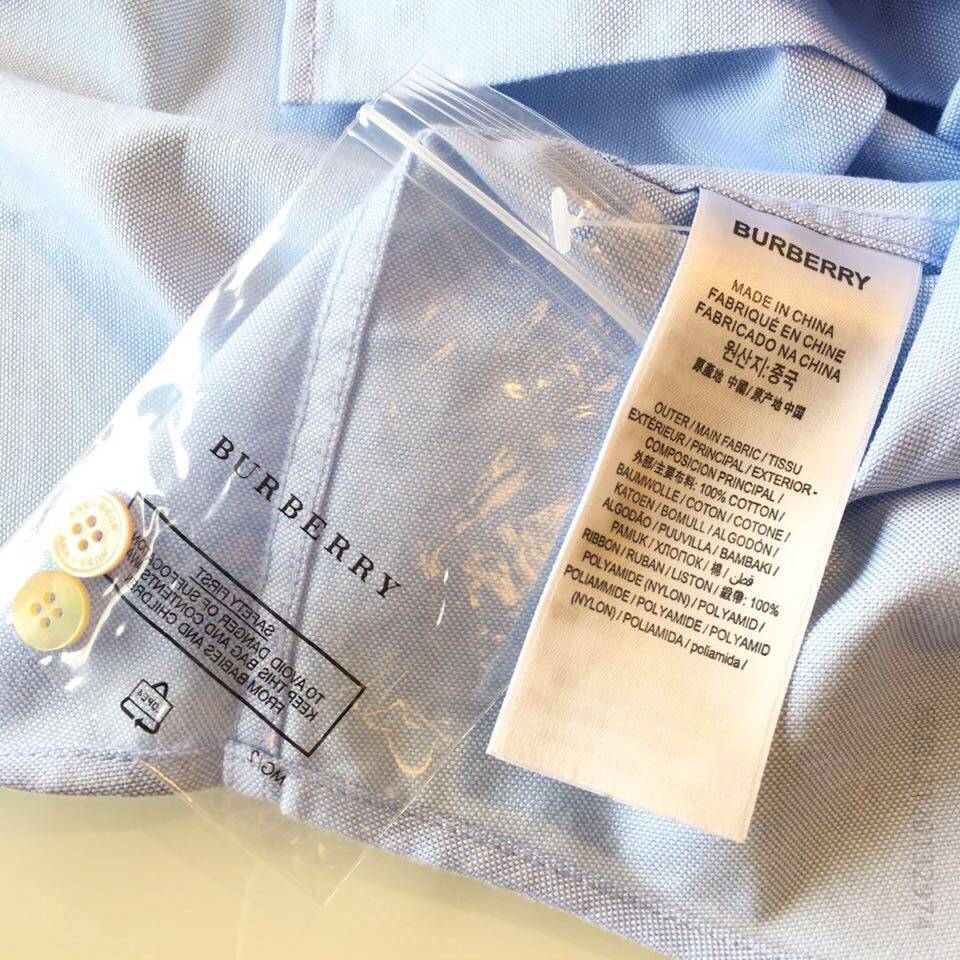 BURBERRY
MADE IN CHINA
FABRIQUÉ EN CHINE
FABRICADO NA CHINA
원산지:중국
原產地 中國/原产地 中国
OUTER / MAIN FABRIC / TISSU
EXTÉRIEUR / PRINCIPAL / EXTERIOR-
COMPOSICION PRINCIPAL /
外部/主要布料: 100% COTTON /
BAUMWOLLE / COTON / COTONE /
KATOEN / BOMULL / ALGODÓN /
ALGODÃO / PUUVILLA / BAMBAKI /
PAMUK / ХЛОПОК / 棉 / قطن
RIBBON / RUBAN / LISTON / 緞帶: 100%
POLYAMIDE (NYLON) / POLYAMID /
POLIAMMIDE / POLYAMIDE / POLYAMID
(NYLON) / POLIAMIDA / poliamida /
BURBERRY
SAFETY FIRST
TO AVOID DANGER OF SUFFOCATION
KEEP THIS BAG AND CONTENTS AWAY
FROM BABIES AND CHILDREN
OPE4